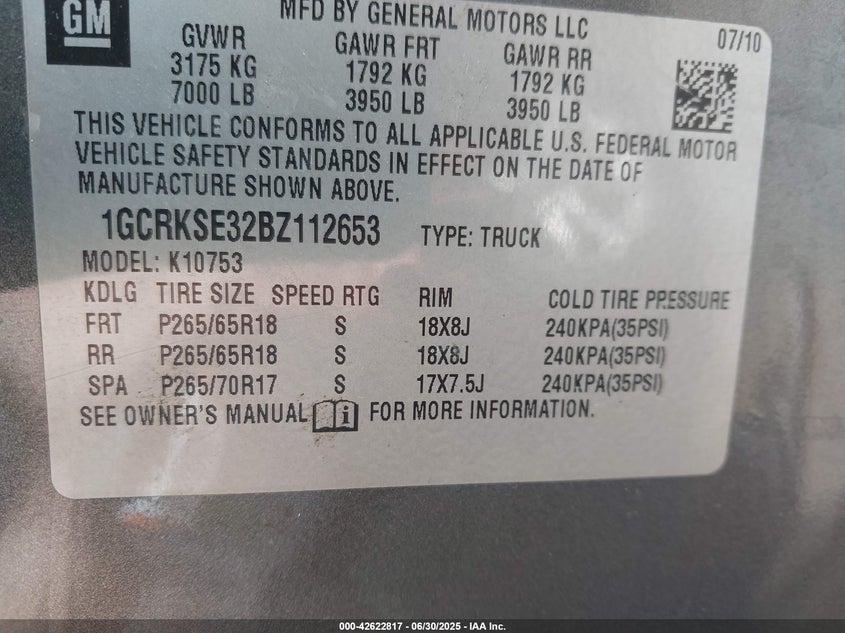 GM
MFD BY GENERAL MOTORS LLC
07/10
GVWR GAWR FRT GAWR RR
3175 KG 1792 KG 1792 KG
7000 LB 3950 LB 3950 LB
THIS VEHICLE CONFORMS TO ALL APPLICABLE U.S. FEDERAL MOTOR
VEHICLE SAFETY STANDARDS IN EFFECT ON THE DATE OF
MANUFACTURE SHOWN ABOVE.
1GCRKSE32BZ112653 TYPE: TRUCK
MODEL: K10753
KDLG TIRE SIZE SPEED RTG RIM COLD TIRE PRESSURE
FRT P265/65R18 S 18X8J 240KPA(35PSI)
RR P265/65R18 S 18X8J 240KPA(35PSI)
SPA P265/70R17 S 17X7.5J 240KPA(35PSI)
SEE OWNER'S MANUAL FOR MORE INFORMATION.
000-42622817 - 06/30/2025 - IAA Inc.